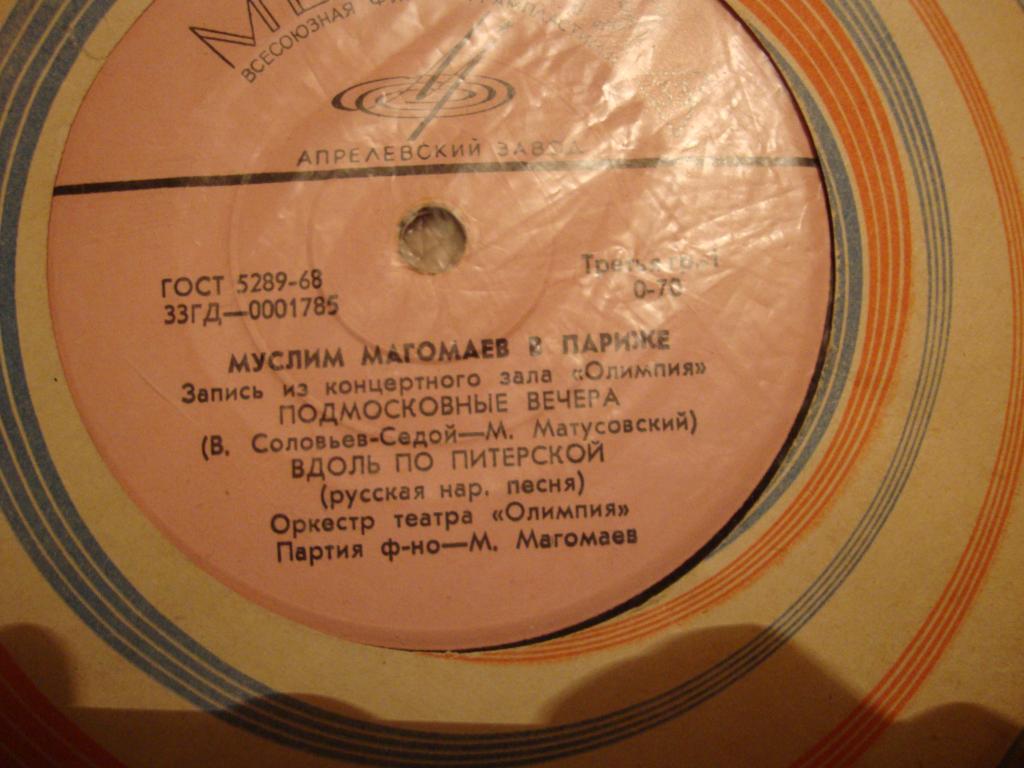 ВСЕСОЮЗНАЯ
АПРЕЛЕВСКИЙ ЗАВОД
ГОСТ 5289-68
33ГД—0001785
0-70
МУСЛИМ МАГОМАЕВ В ПАРИЖЕ
Запись из концертного зала «Олимпия»
ПОДМОСКОВНЫЕ ВЕЧЕРА
(В. Соловьев-Седой—М. Матусовский)
ВДОЛЬ ПО ПИТЕРСКОЙ
(русская нар. песня)
Оркестр театра «Олимпия»
Партия ф-но—М. Магомаев